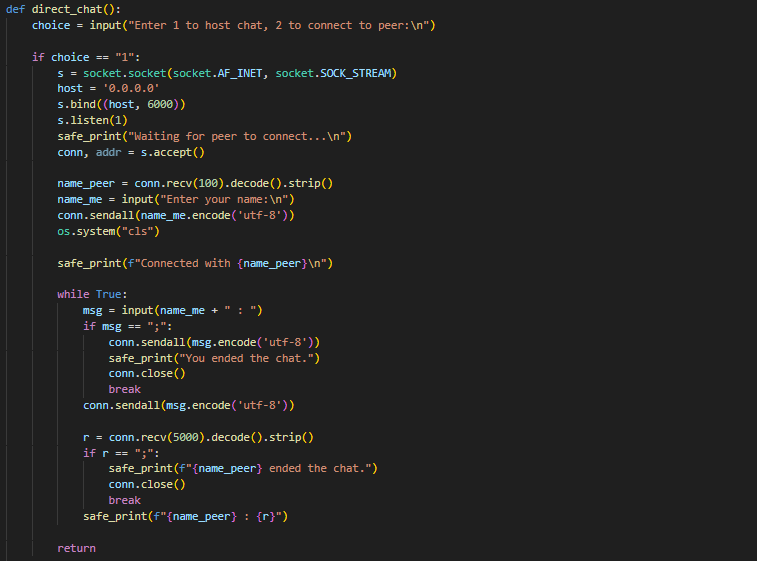 def direct_chat():
    choice = input("Enter 1 to host chat, 2 to connect to peer:\n")

    if choice == "1":
        s = socket.socket(socket.AF_INET, socket.SOCK_STREAM)
        host = '0.0.0.0'
        s.bind((host, 6000))
        s.listen(1)
        safe_print("Waiting for peer to connect...\n")
        conn, addr = s.accept()

        name_peer = conn.recv(100).decode().strip()
        name_me = input("Enter your name:\n")
        conn.sendall(name_me.encode('utf-8'))
        os.system("cls")

        safe_print(f"Connected with {name_peer}\n")

        while True:
            msg = input(name_me + " : ")
            if msg == ";":
                conn.sendall(msg.encode('utf-8'))
                safe_print("You ended the chat.")
                conn.close()
                break
            conn.sendall(msg.encode('utf-8'))

            r = conn.recv(5000).decode().strip()
            if r == ";":
                safe_print(f"{name_peer} ended the chat.")
                conn.close()
                break
            safe_print(f"{name_peer} : {r}")

        return